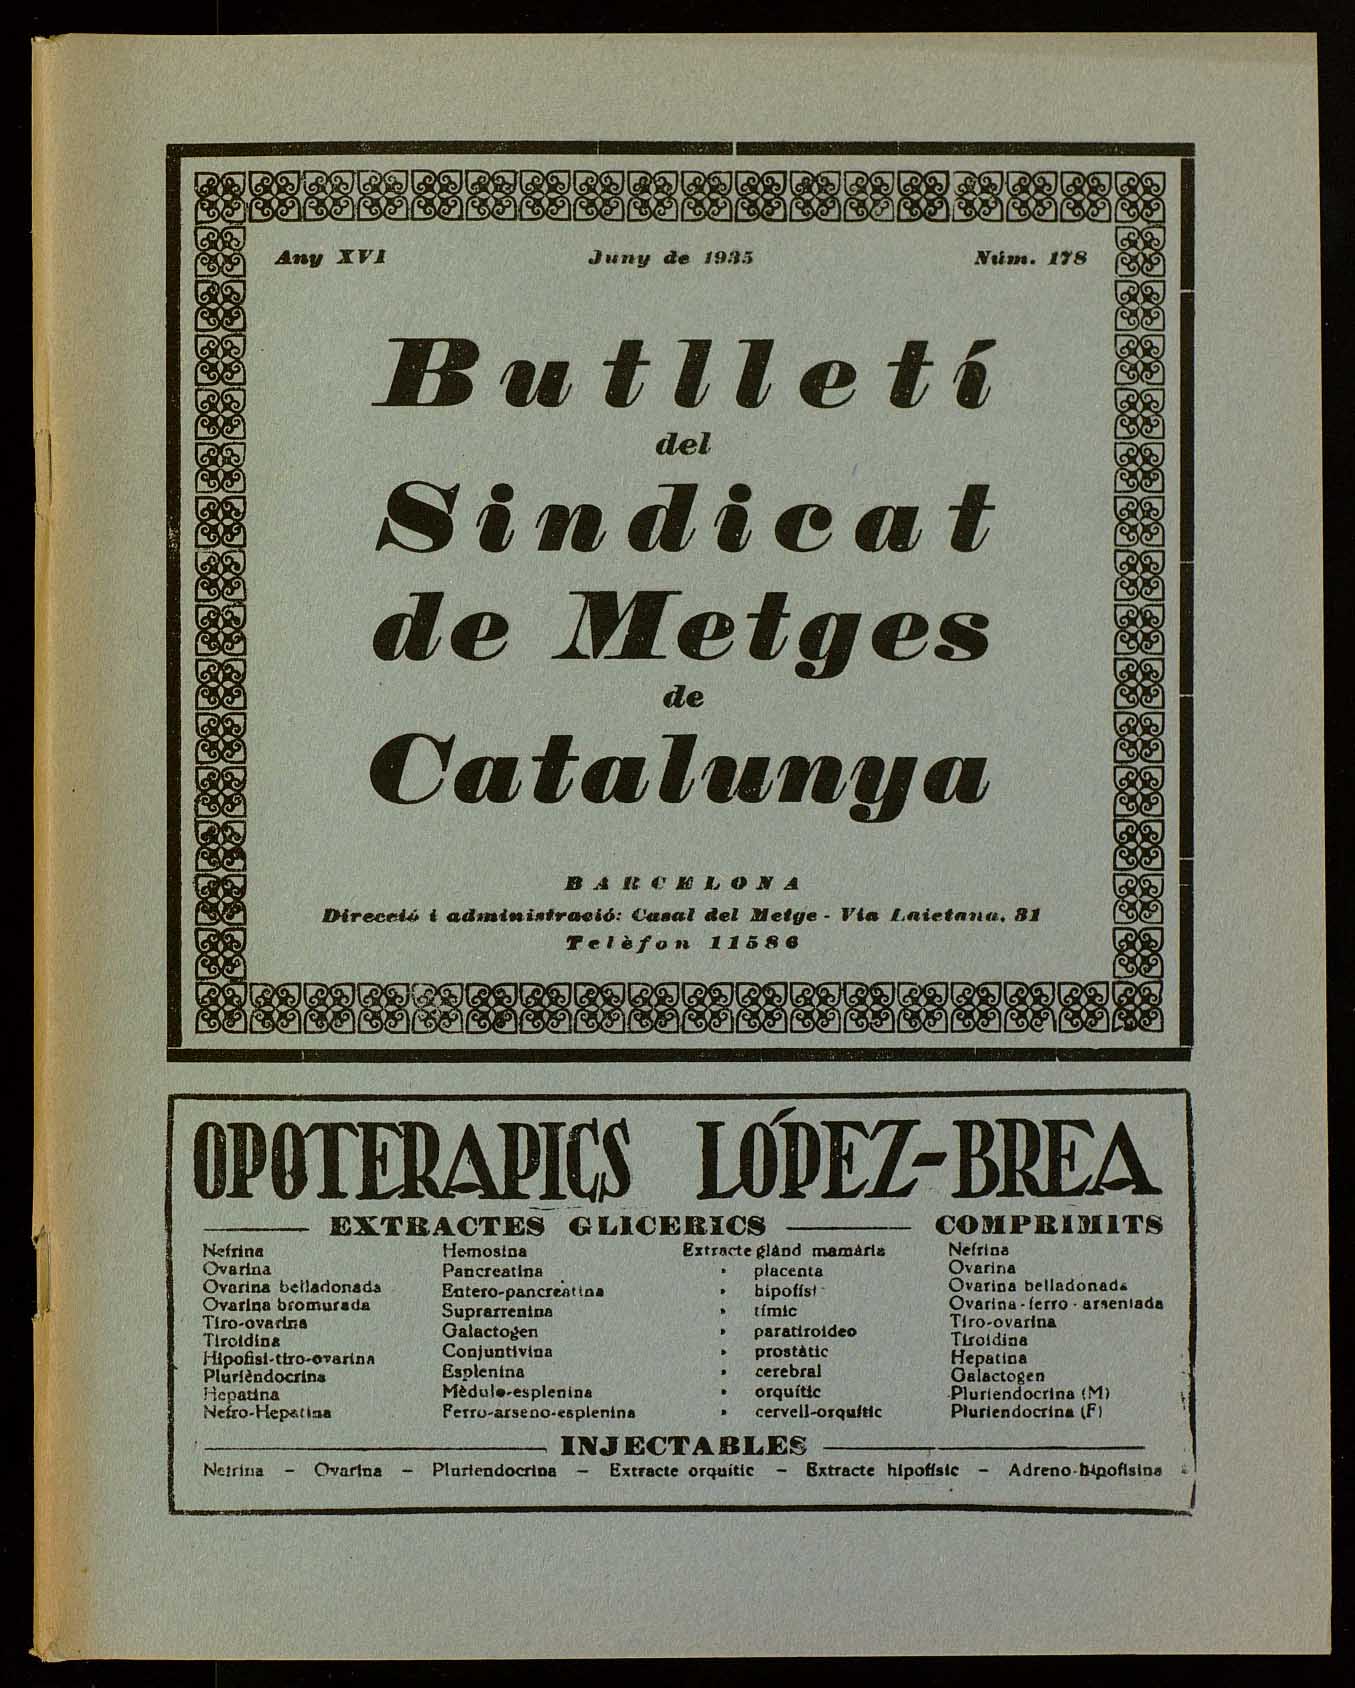 Any XVI Juny de 1935 Núm. 178
Butlletí
del
Sindicat
de Metges
de
Catalunya
BARCELONA
Direcció i administració: Casal del Metge - Via Laietana, 31
Telèfon 11586
OPOTERAPICS LÓPEZ-BREA
EXTRACTES GLICERICS
Nefrina
Ovarina
Ovarina belladonada
Ovarina bromurada
Tiro-ovarina
Tiroidina
Hipofisi-tiro-ovarina
Plurièndocrina
Hepatina
Nefro-Hepatina
Hemosina
Pancreatina
Entero-pancreatina
Suprarrenina
Galactogen
Conjuntivina
Esplenina
Mèdulo-esplenina
Ferro-arseno-esplenina
Extracte glànd mamària
» placenta
» hipofisi
» tímic
» paratiroideo
» prostàtic
» cerebral
» orquític
» cervell-orquític
COMPRIMITS
Nefrina
Ovarina
Ovarina belladonada
Ovarina - ferro - arseniada
Tiro-ovarina
Tiroidina
Hepatina
Galactogen
Pluriendocrina (M)
Pluriendocrina (F)
INJECTABLES
Nefrina – Ovarina – Pluriendocrina – Extracte orquític – Extracte hipofísic – Adreno-hipofisina